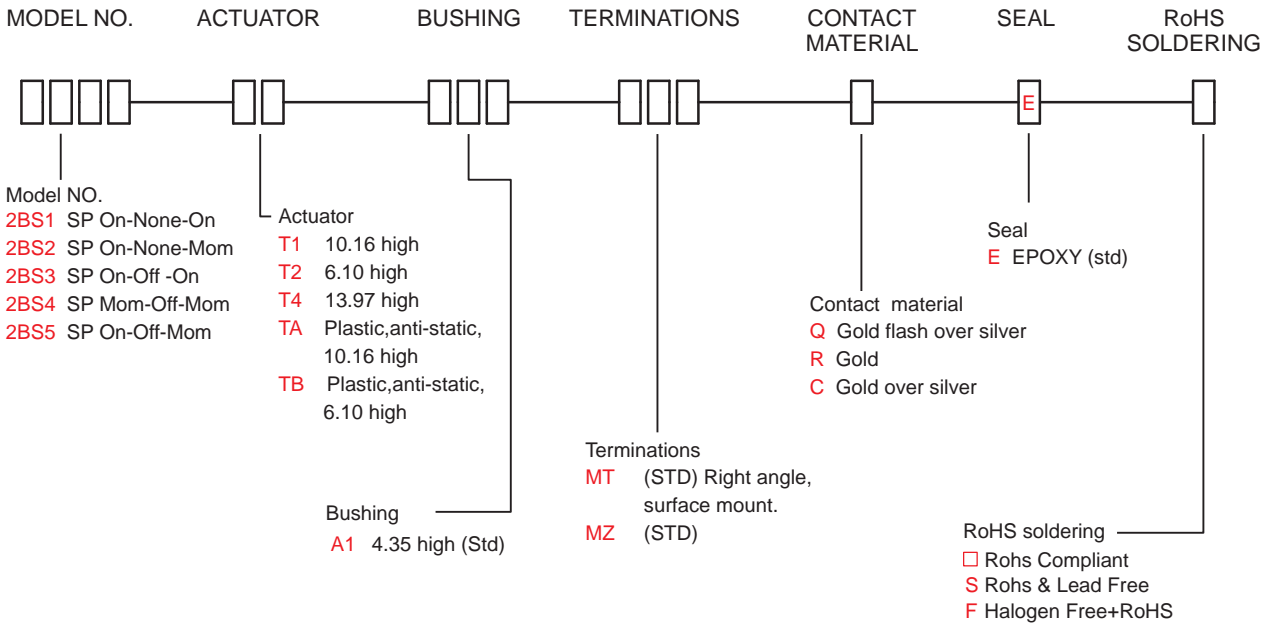 MODEL NO.
ACTUATOR
BUSHING
TERMINATIONS
CONTACT
MATERIAL
SEAL
RoHS
SOLDERING
E
Model NO.
2BS1 SP On-None-On
2BS2 SP On-None-Mom
2BS3 SP On-Off -On
2BS4 SP Mom-Off-Mom
2BS5 SP On-Off-Mom
Actuator
T1 10.16 high
T2 6.10 high
T4 13.97 high
TA Plastic,anti-static,
10.16 high
TB Plastic,anti-static,
6.10 high
Bushing
A1 4.35 high (Std)
Terminations
MT (STD) Right angle,
surface mount.
MZ (STD)
Contact material
Q Gold flash over silver
R Gold
C Gold over silver
Seal
E EPOXY (std)
RoHS soldering
□ Rohs Compliant
S Rohs & Lead Free
F Halogen Free+RoHS